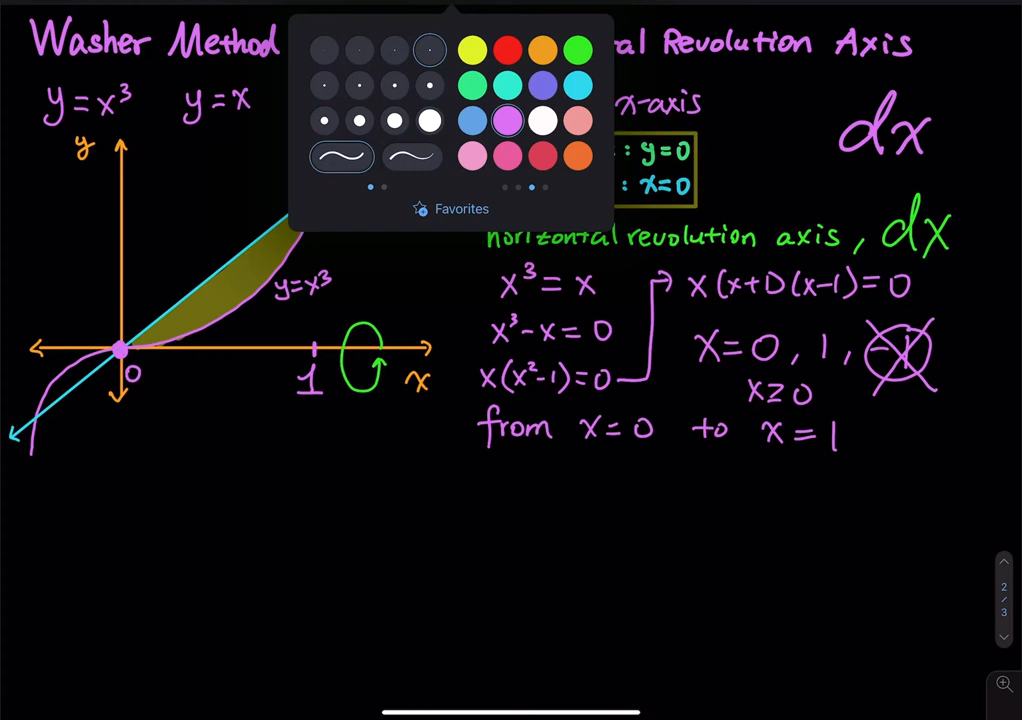 Washer Method
al Revolution Axis
y = x³ y = x
x-axis
dx
: y = 0
: x = 0
Favorites
horizontal revolution axis, dx
y
y = x³
0
1
x
x³ = x
x³ - x = 0
x(x² - 1) = 0
x(x+1)(x-1) = 0
x = 0, 1, -1
x ≥ 0
from x = 0 to x = 1
2
/
3